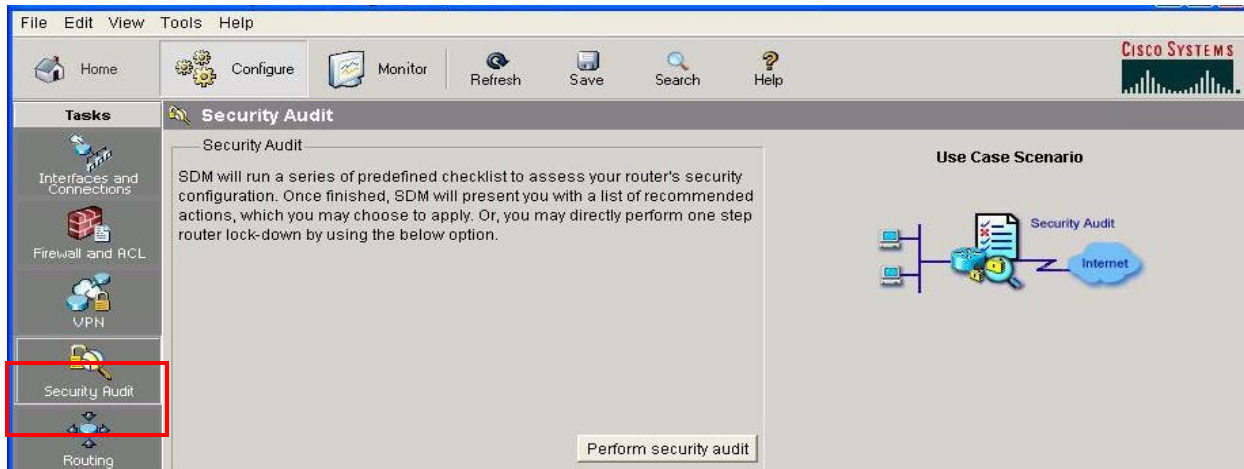 File Edit View Tools Help
Home
Configure
Monitor
Refresh
Save
Search
Help
CISCO SYSTEMS
Tasks
Security Audit
Interfaces and
Connections
Firewall and ACL
VPN
Security Audit
Routing
Security Audit
SDM will run a series of predefined checklist to assess your router's security
configuration. Once finished, SDM will present you with a list of recommended
actions, which you may choose to apply. Or, you may directly perform one step
router lock-down by using the below option.
Perform security audit
Use Case Scenario
Security Audit
Internet